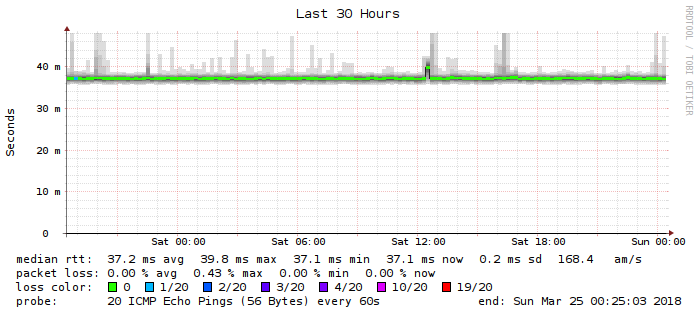 Last 30 Hours
RRDTOOL / TOBI OETIKER
Seconds
40 m
30 m
20 m
10 m
0
Sat 00:00 Sat 06:00 Sat 12:00 Sat 18:00 Sun 00:00
median rtt: 37.2 ms avg 39.8 ms max 37.1 ms min 37.1 ms now 0.2 ms sd 168.4 am/s
packet loss: 0.00 % avg 0.43 % max 0.00 % min 0.00 % now
loss color: 0 1/20 2/20 3/20 4/20 10/20 19/20
probe: 20 ICMP Echo Pings (56 Bytes) every 60s end: Sun Mar 25 00:25:03 2018